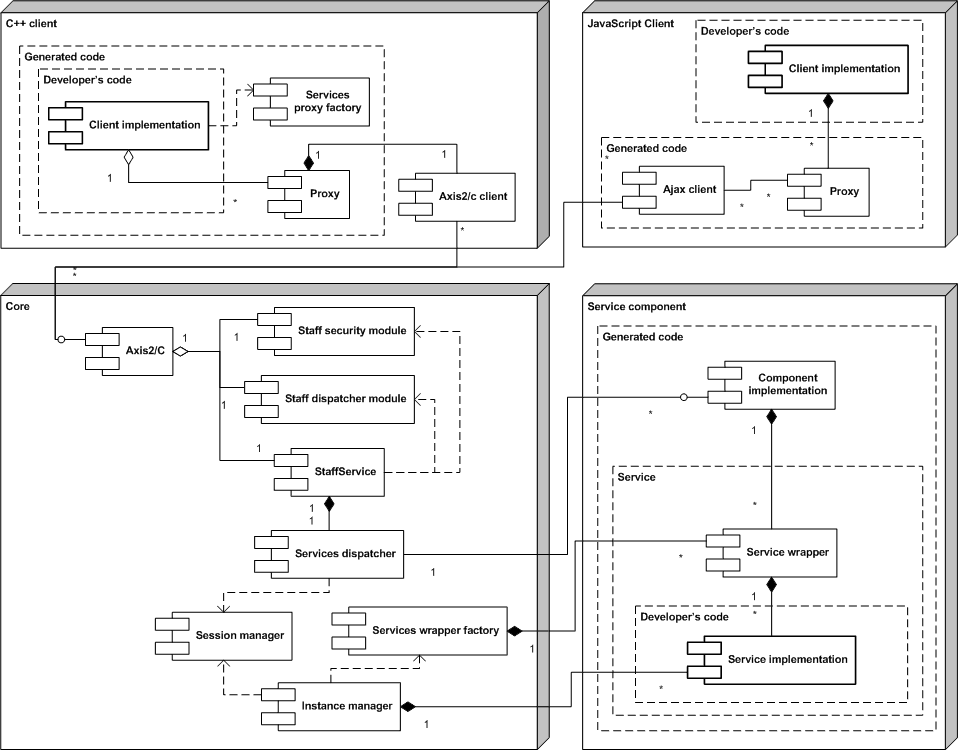 C++ client
Generated code
Developer's code
Client implementation
Services
proxy factory
1
Proxy
*
1
1
Axis2/c client
*
JavaScript Client
Developer's code
Client implementation
1
*
Generated code
*
Ajax client
*
*
Proxy
*
*
Core
Axis2/C
1
1
Staff security module
1
Staff dispatcher module
1
StaffService
1
1
Services dispatcher
1
Session manager
Services wrapper factory
1
Instance manager
1
Service component
Generated code
Component
implementation
*
1
Service
*
Service wrapper
*
1
*
Developer's code
Service implementation
*